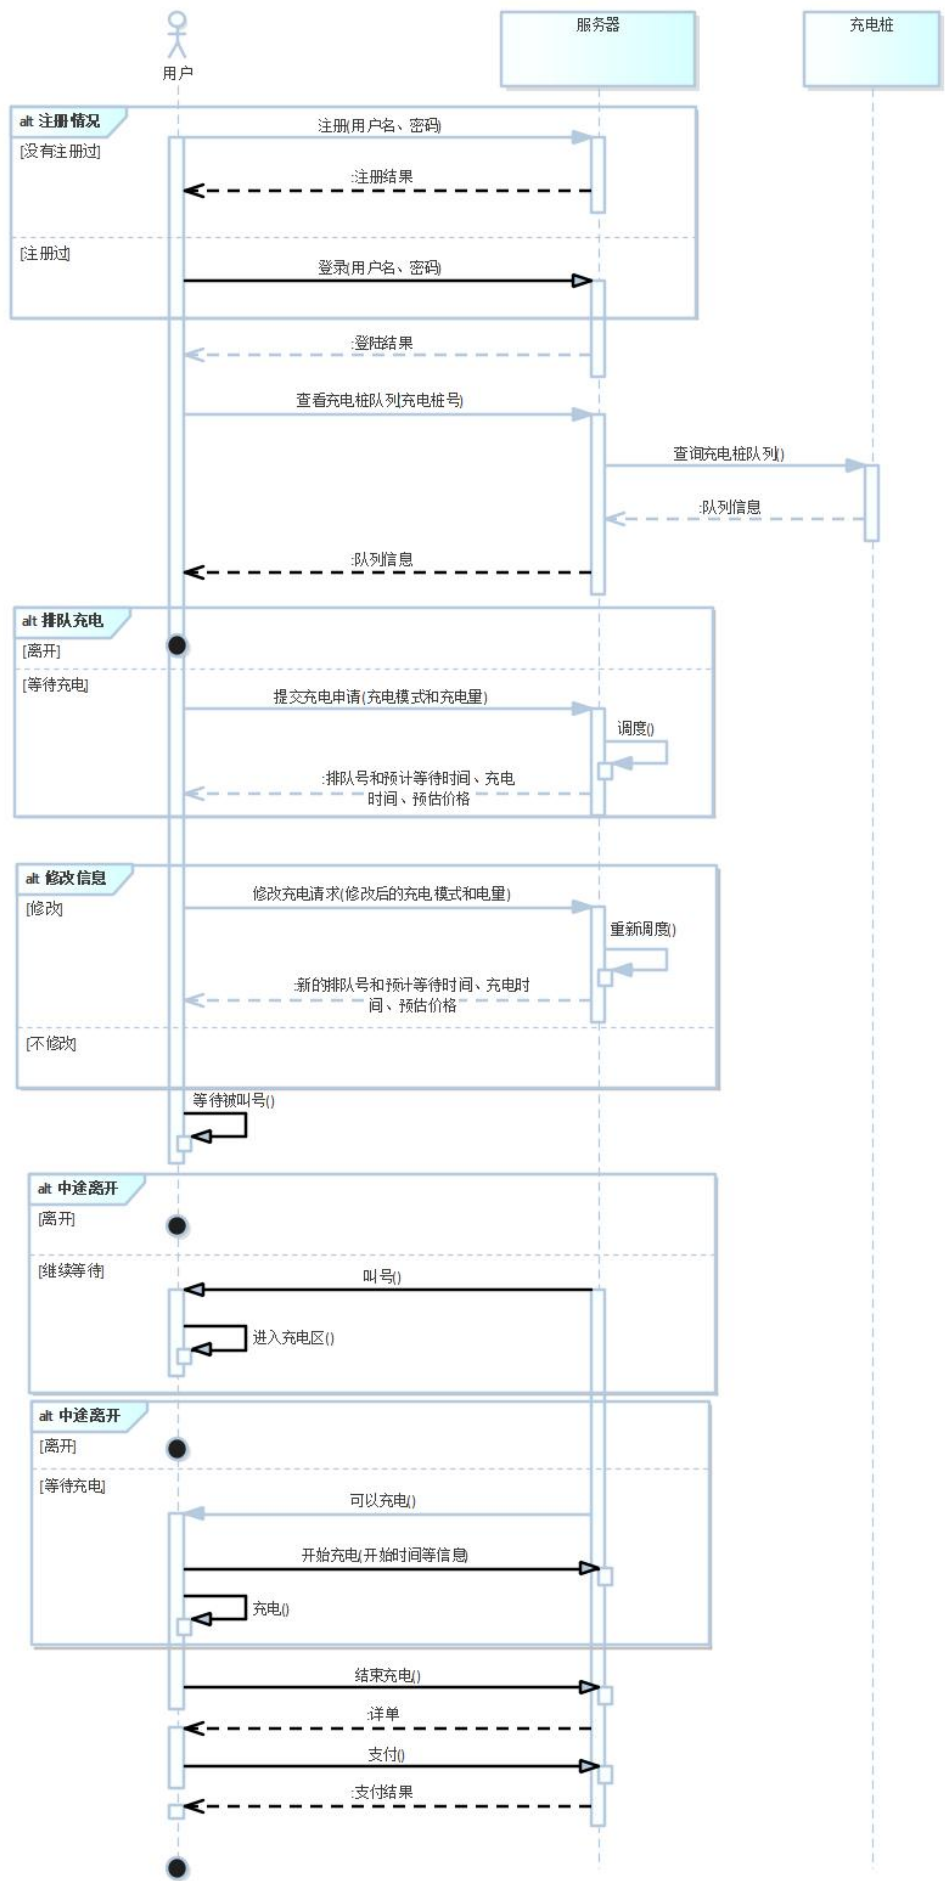 用户
服务器
充电桩
alt 注册情况
注册(用户名、密码)
[没有注册过]
:注册结果
[注册过]
登录(用户名、密码)
:登陆结果
查看充电桩队列(充电桩号)
查询充电桩队列()
:队列信息
:队列信息
alt 排队充电
[离开]
[等待充电]
提交充电申请(充电模式和充电量)
调度()
:排队号和预计等待时间、充电
时间、预估价格
alt 修改信息
修改充电请求(修改后的充电模式和电量)
[修改]
重新调度()
:新的排队号和预计等待时间、充电时
间、预估价格
[不修改]
等待被叫号()
alt 中途离开
[离开]
[继续等待]
叫号()
进入充电区()
alt 中途离开
[离开]
[等待充电]
可以充电()
开始充电(开始时间等信息)
充电()
结束充电()
:详单
支付()
:支付结果